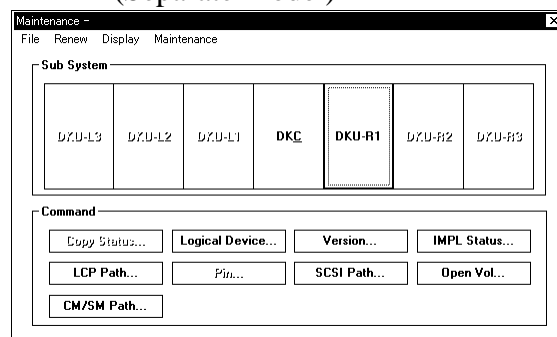 (Separate Model)
Maintenance -
File Renew Display Maintenance
Sub System
DKU-L3 DKU-L2 DKU-L1 DKC DKU-R1 DKU-R2 DKU-R3
Command
Copy Status... Logical Device... Version... IMPL Status...
LCP Path... Pin... SCSI Path... Open Vol...
CM/SM Path...